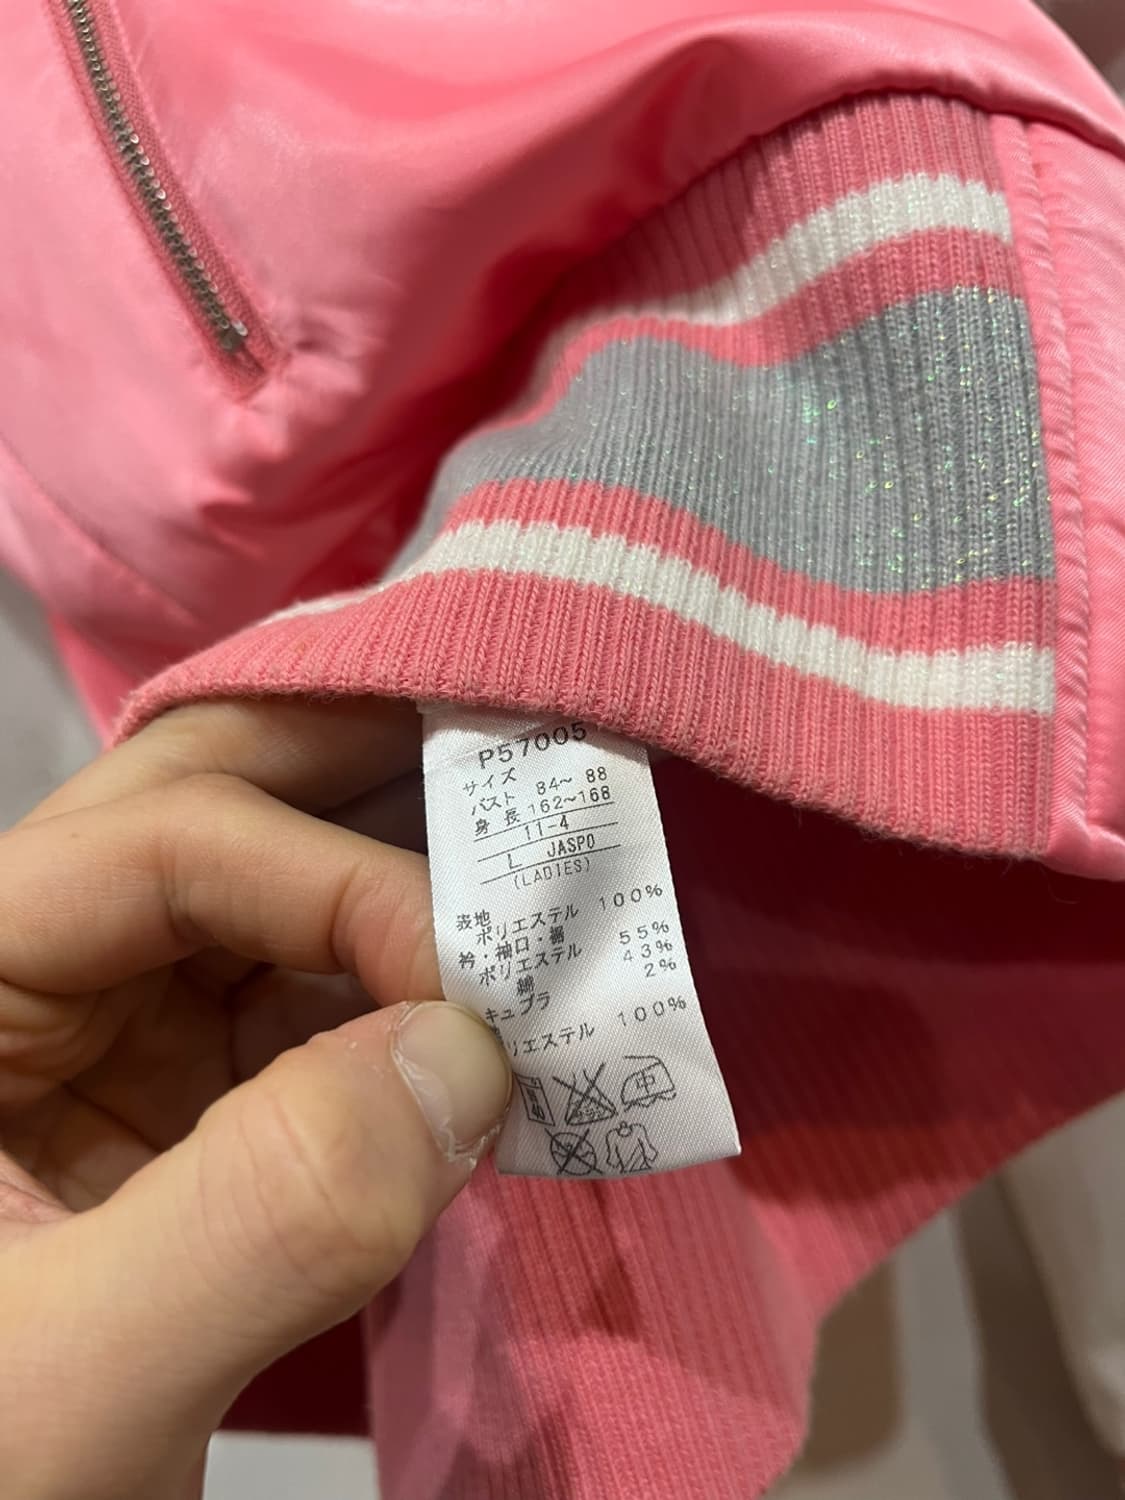 P57005
サイズ
バスト 84～ 88
身 長 162～168
11-4
L JASPO
(LADIES)
表地
ポリエステル 100%
衿・袖口・裾
ポリエステル 55%
綿 43%
キュプラ 2%
リエステル 100%
40
中